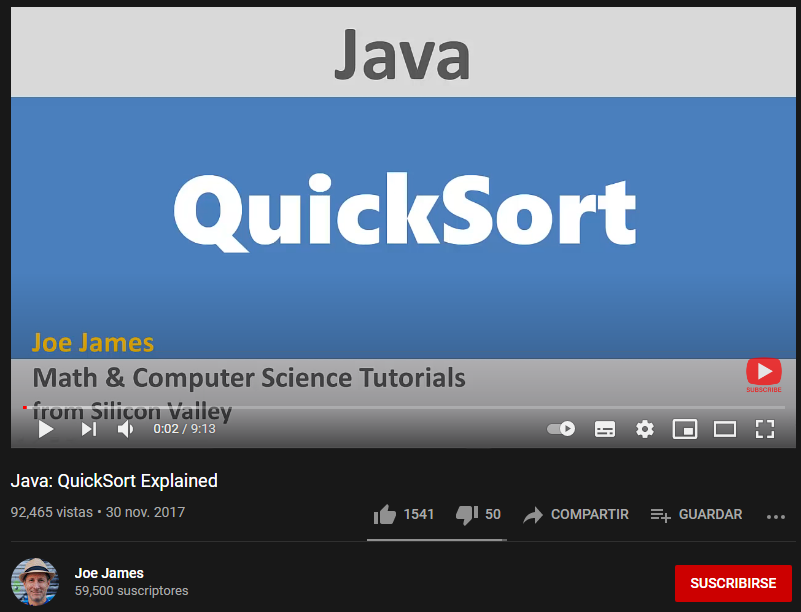 Java
QuickSort
Joe James
Math & Computer Science Tutorials
from Silicon Valley
SUBSCRIBE
0:02 / 9:13
Java: QuickSort Explained
92,465 vistas • 30 nov. 2017
1541
50
COMPARTIR
GUARDAR
Joe James
59,500 suscriptores
SUSCRIBIRSE